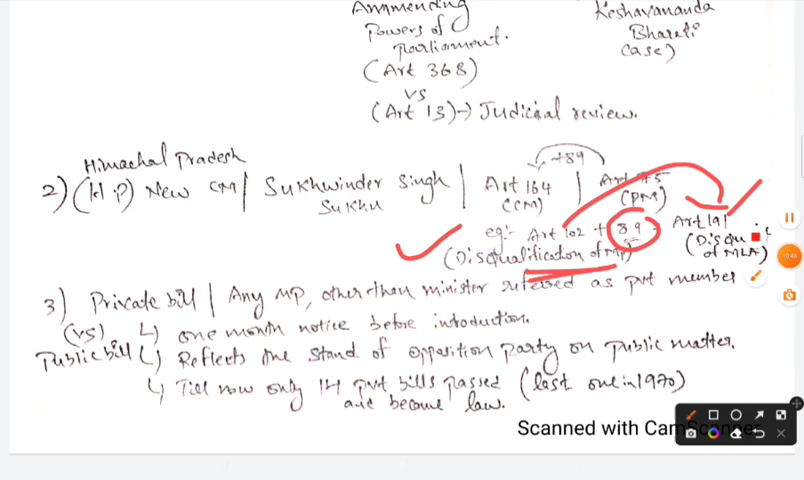 Ammending
Powers of
Parliament.
(Art 368)
vs
(Art 13)→ Judicial review.
Keshavananda
Bharati
case)
Himachal Pradesh
2) (H.P) New CM | Sukhwinder Singh | Art 164 | Art 75
Sukhu
(CM)
(PM)
+89
eg:- Art 102 + 89 Art 191
(Disqualification of MP)
(Disqu
of MLA)
3) Private bill | Any MP, other than minister referred as pvt member
(vs) ↳ one month notice before introduction.
Public bill ↳ Reflects the stand of opposition party on public matter.
↳ Till now only 14 pvt bills passed (last one in 1970)
and become law.
Scanned with Cam